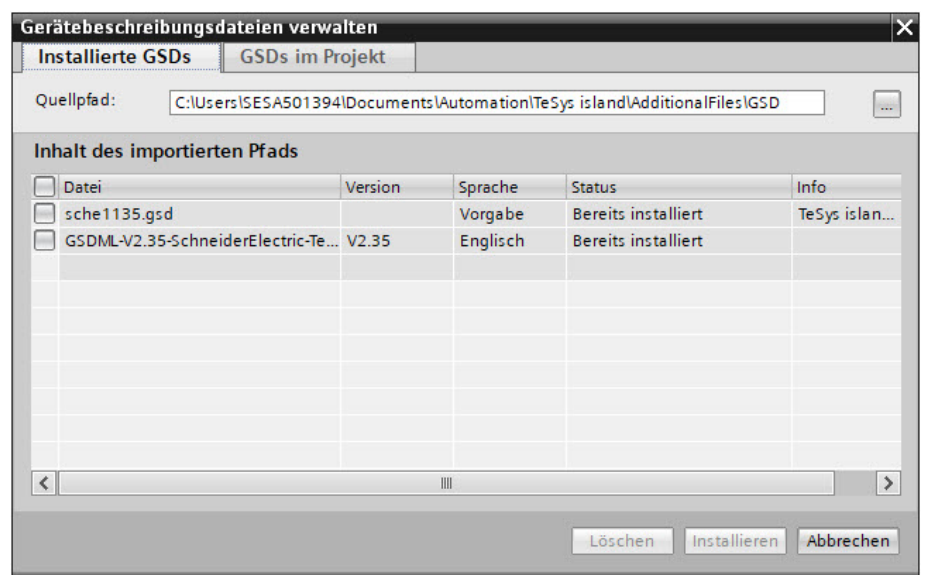 Gerätebeschreibungsdateien verwalten
Installierte GSDs GSDs im Projekt
Quellpfad: C:\Users\SESA501394\Documents\Automation\TeSys island\AdditionalFiles\GSD ...
Inhalt des importierten Pfads
Datei Version Sprache Status Info
sche1135.gsd Vorgabe Bereits installiert TeSys islan...
GSDML-V2.35-SchneiderElectric-Te... V2.35 Englisch Bereits installiert
Löschen Installieren Abbrechen